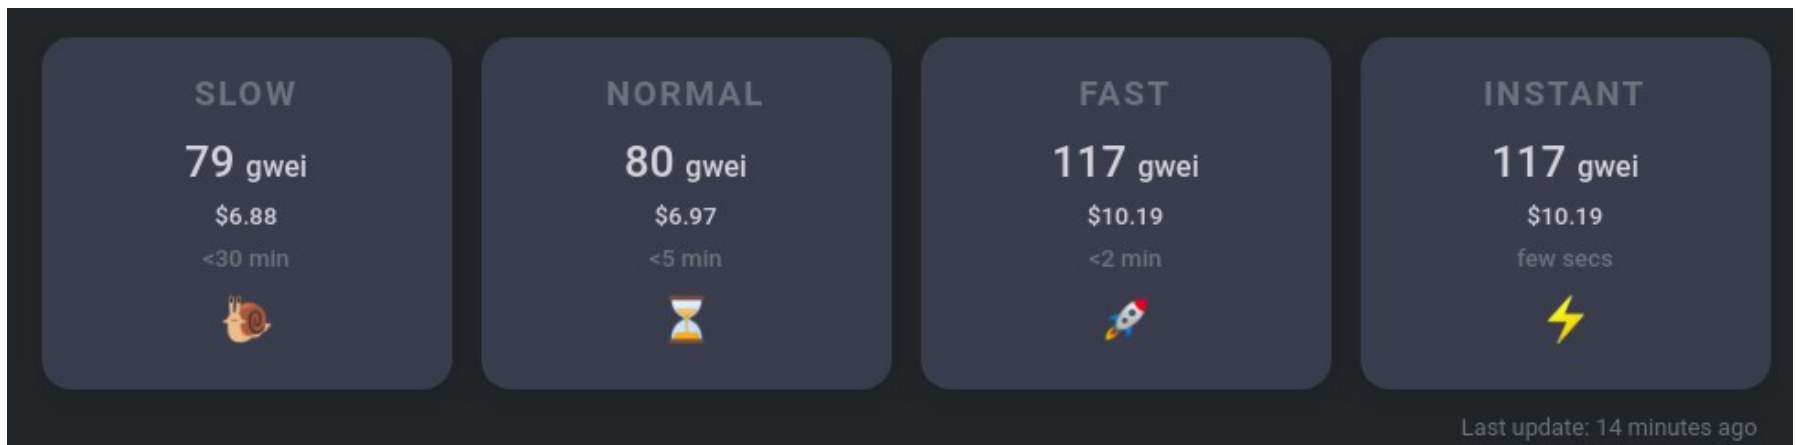 SLOW
79 gwei
$6.88
<30 min
NORMAL
80 gwei
$6.97
<5 min
FAST
117 gwei
$10.19
<2 min
INSTANT
117 gwei
$10.19
few secs
Last update: 14 minutes ago